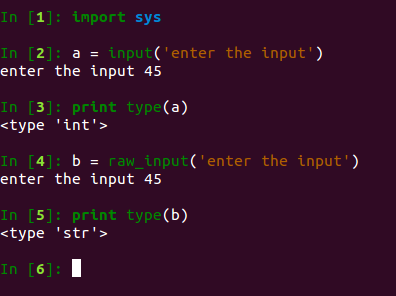 In [1]: import sys
In [2]: a = input('enter the input')
enter the input 45
In [3]: print type(a)
<type 'int'>
In [4]: b = raw_input('enter the input')
enter the input 45
In [5]: print type(b)
<type 'str'>
In [6]: